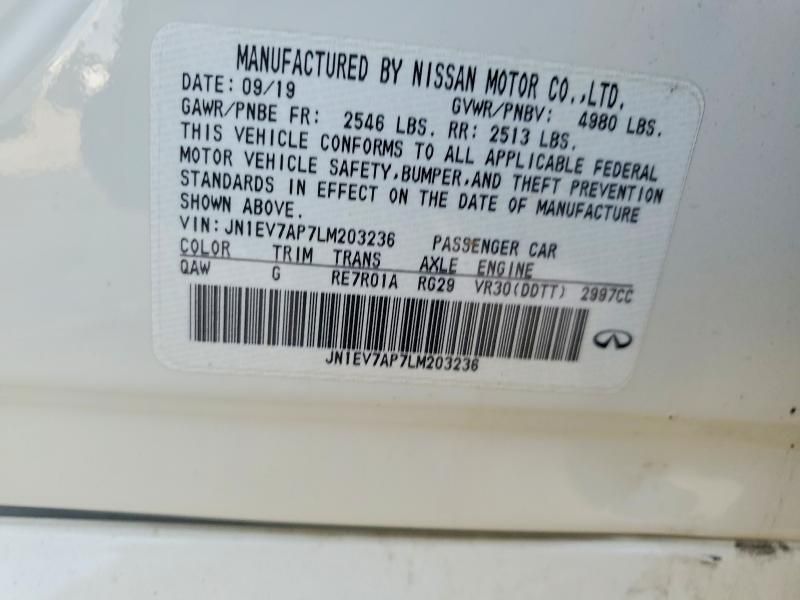 MANUFACTURED BY NISSAN MOTOR CO.,LTD.
DATE: 09/19 GVWR/PNBV: 4980 LBS.
GAWR/PNBE FR: 2546 LBS. RR: 2513 LBS.
THIS VEHICLE CONFORMS TO ALL APPLICABLE FEDERAL
MOTOR VEHICLE SAFETY,BUMPER,AND THEFT PREVENTION
STANDARDS IN EFFECT ON THE DATE OF MANUFACTURE
SHOWN ABOVE.
VIN: JN1EV7AP7LM203236 PASSENGER CAR
COLOR TRIM TRANS AXLE ENGINE
QAW G RE7R01A RG29 VR30(DDTT) 2997CC
JN1EV7AP7LM203236